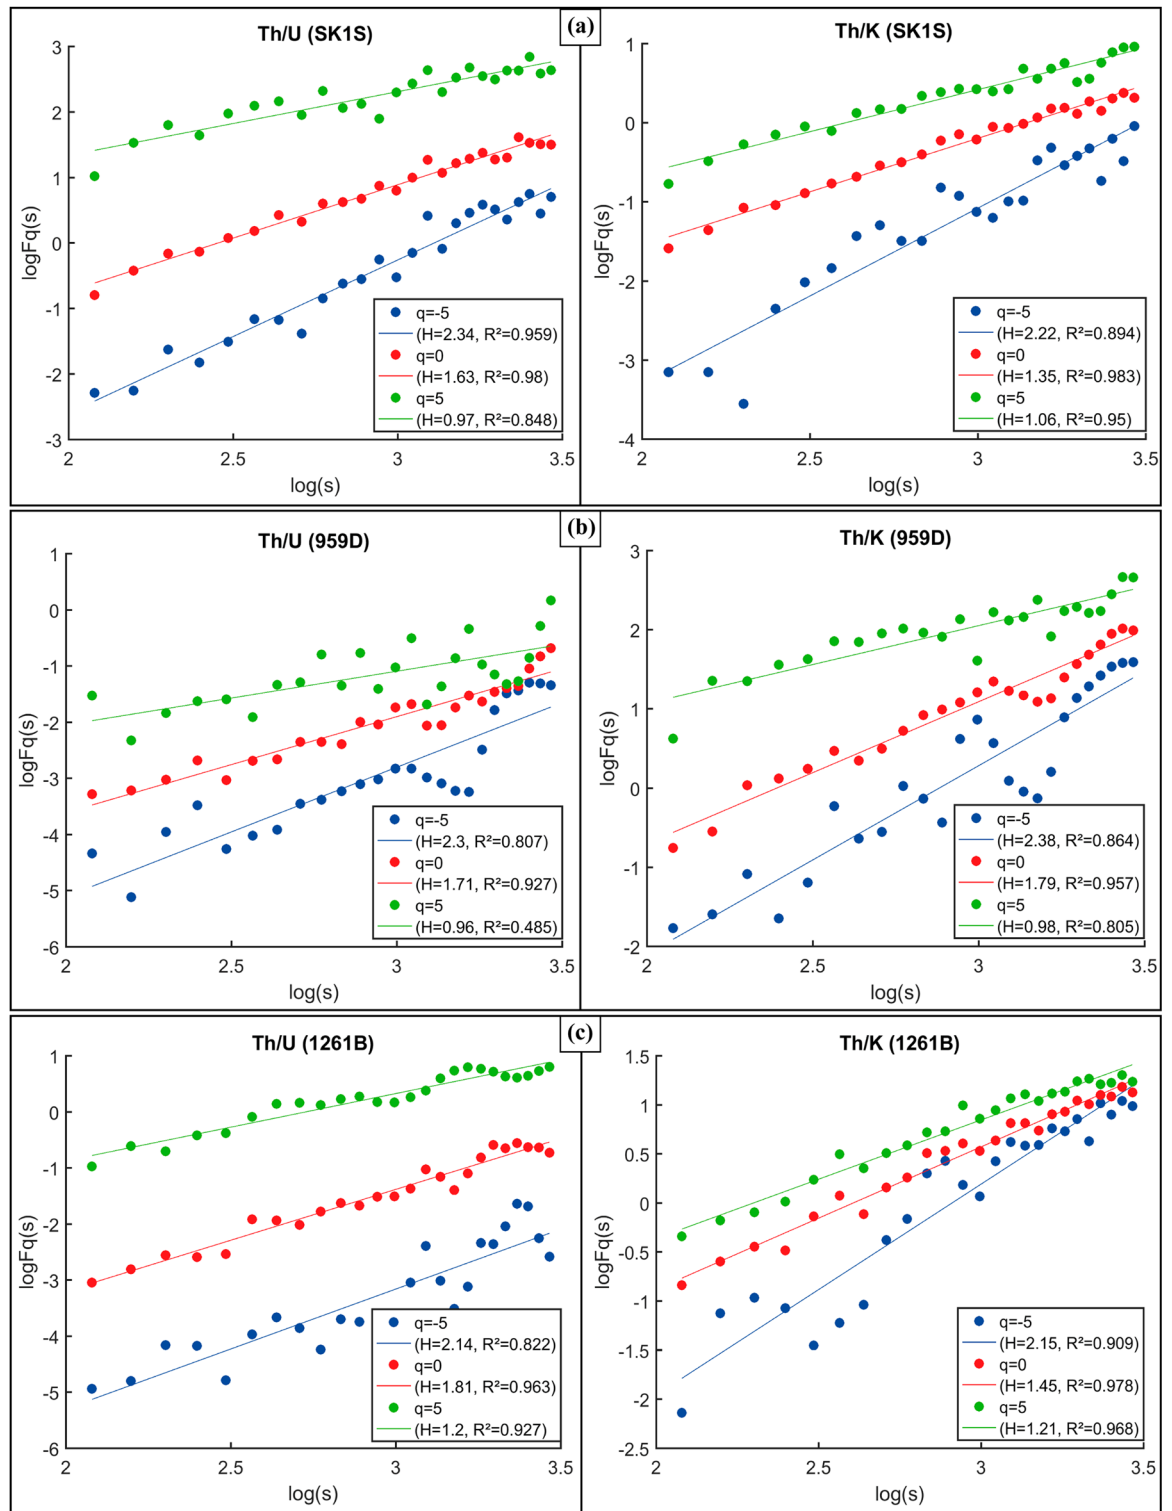 (a)
Th/U (SK1S)
3
2
1
0
-1
-2
-3
logFq(s)
2
2.5
3
3.5
log(s)
q=-5
(H=2.34, R²=0.959)
q=0
(H=1.63, R²=0.98)
q=5
(H=0.97, R²=0.848)
Th/K (SK1S)
1
0
-1
-2
-3
-4
logFq(s)
2
2.5
3
3.5
log(s)
q=-5
(H=2.22, R²=0.894)
q=0
(H=1.35, R²=0.983)
q=5
(H=1.06, R²=0.95)
(b)
Th/U (959D)
1
0
-1
-2
-3
-4
-5
-6
logFq(s)
2
2.5
3
3.5
log(s)
q=-5
(H=2.3, R²=0.807)
q=0
(H=1.71, R²=0.927)
q=5
(H=0.96, R²=0.485)
Th/K (959D)
3
2
1
0
-1
-2
logFq(s)
2
2.5
3
3.5
log(s)
q=-5
(H=2.38, R²=0.864)
q=0
(H=1.79, R²=0.957)
q=5
(H=0.98, R²=0.805)
(c)
Th/U (1261B)
1
0
-1
-2
-3
-4
-5
-6
logFq(s)
2
2.5
3
3.5
log(s)
q=-5
(H=2.14, R²=0.822)
q=0
(H=1.81, R²=0.963)
q=5
(H=1.2, R²=0.927)
Th/K (1261B)
1.5
1
0.5
0
-0.5
-1
-1.5
-2
-2.5
logFq(s)
2
2.5
3
3.5
log(s)
q=-5
(H=2.15, R²=0.909)
q=0
(H=1.45, R²=0.978)
q=5
(H=1.21, R²=0.968)